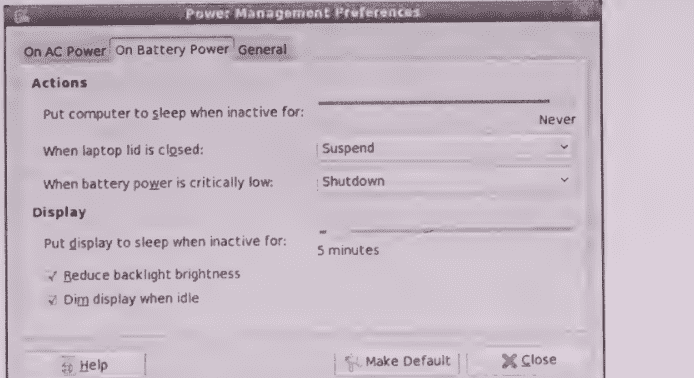 Power Management Preferences
On AC Power On Battery Power General
Actions
Put computer to sleep when inactive for:
Never
When laptop lid is closed: Suspend
When battery power is critically low: Shutdown
Display
Put display to sleep when inactive for:
5 minutes
Reduce backlight brightness
Dim display when idle
Help Make Default Close